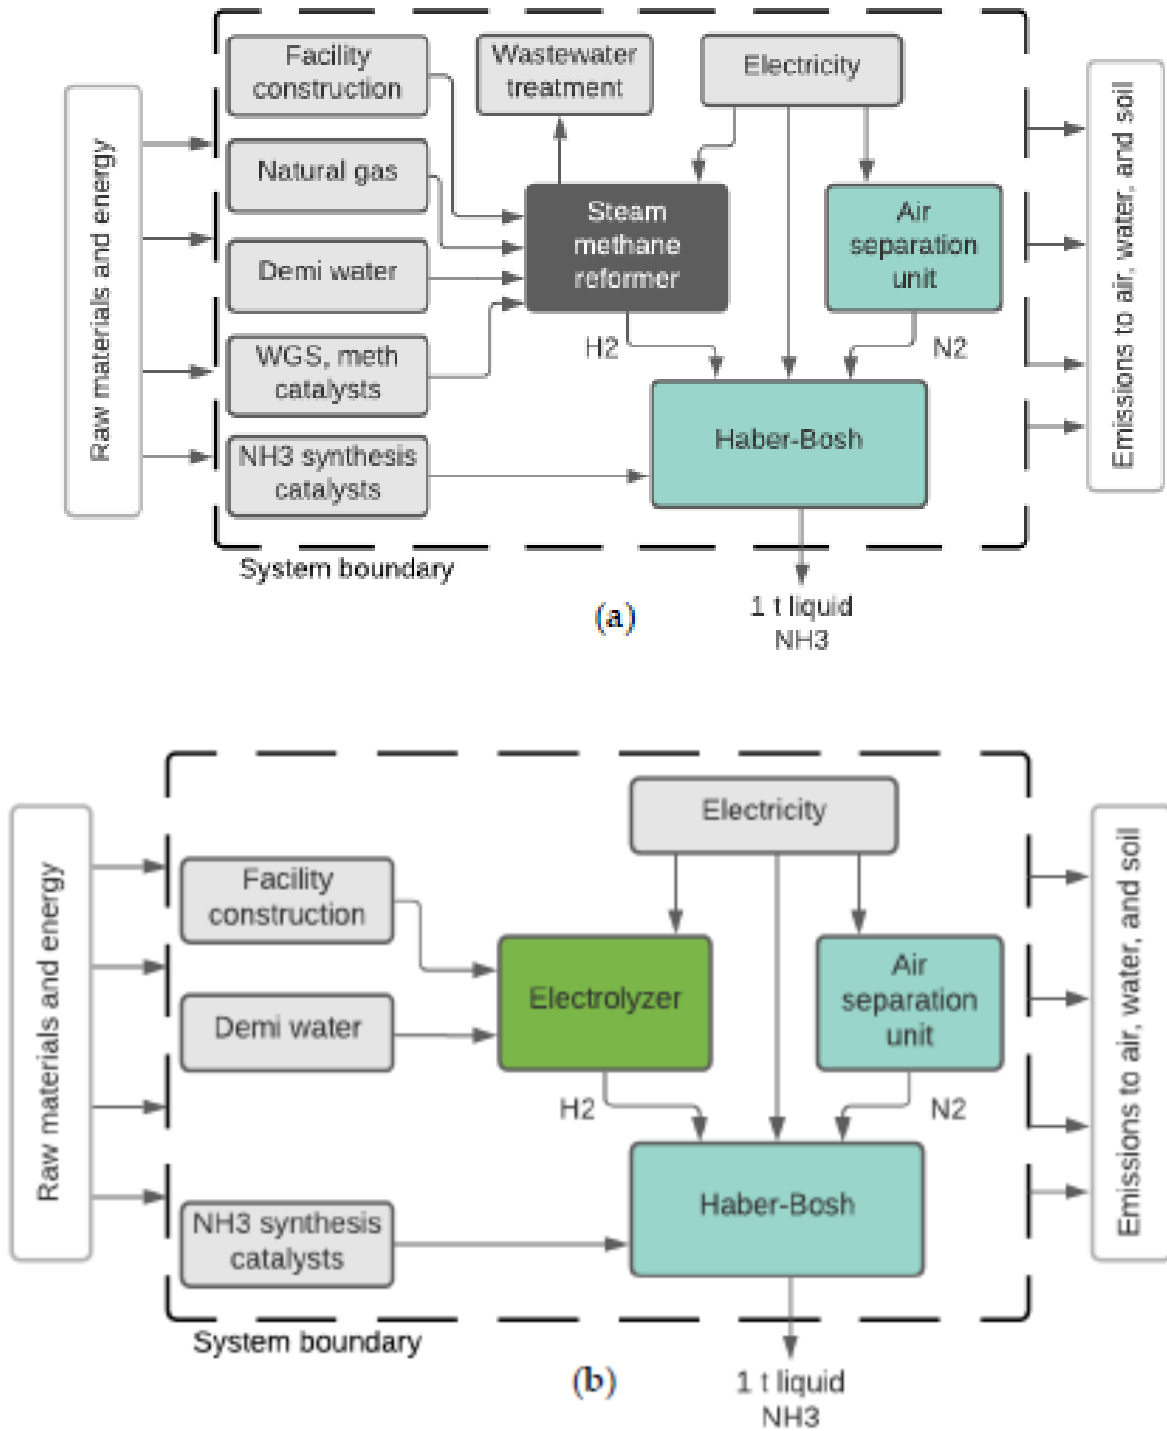 Raw materials and energy
Facility
construction
Natural gas
Demi water
WGS, meth
catalysts
NH3 synthesis
catalysts
Wastewater
treatment
Electricity
Steam
methane
reformer
Air
separation
unit
H2
N2
Haber-Bosh
Emissions to air, water, and soil
System boundary
1 t liquid
NH3
(a)
Raw materials and energy
Facility
construction
Demi water
NH3 synthesis
catalysts
Electricity
Electrolyzer
Air
separation
unit
H2
N2
Haber-Bosh
Emissions to air, water, and soil
System boundary
1 t liquid
NH3
(b)